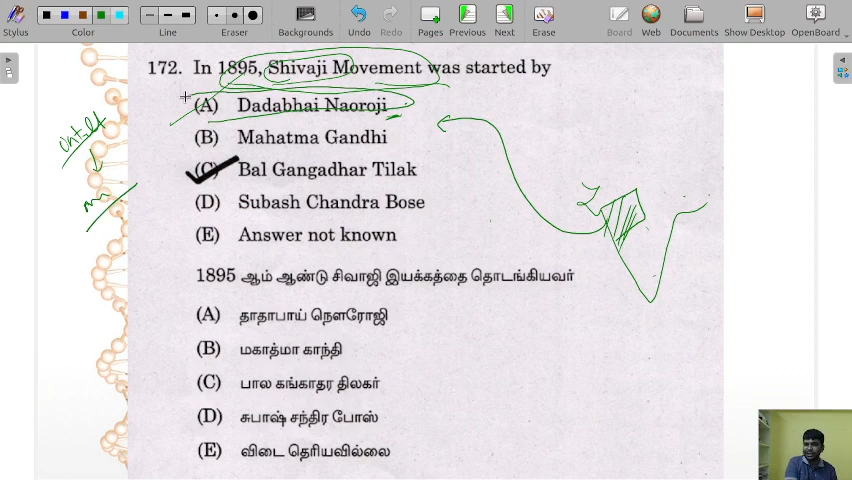 Stylus Color Eraser Line Backgrounds Undo Redo Pages Previous Next Erase Board Web Documents Show Desktop OpenBoard
172. In 1895, Shivaji Movement was started by
(A) Dadabhai Naoroji
(B) Mahatma Gandhi
(C) Bal Gangadhar Tilak
(D) Subash Chandra Bose
(E) Answer not known
1895 ஆம் ஆண்டு சிவாஜி இயக்கத்தை தொடங்கியவர்
(A) தாதாபாய் நௌரோஜி
(B) மகாத்மா காந்தி
(C) பால கங்காதர திலகர்
(D) சுபாஷ் சந்திர போஸ்
(E) விடை தெரியவில்லை